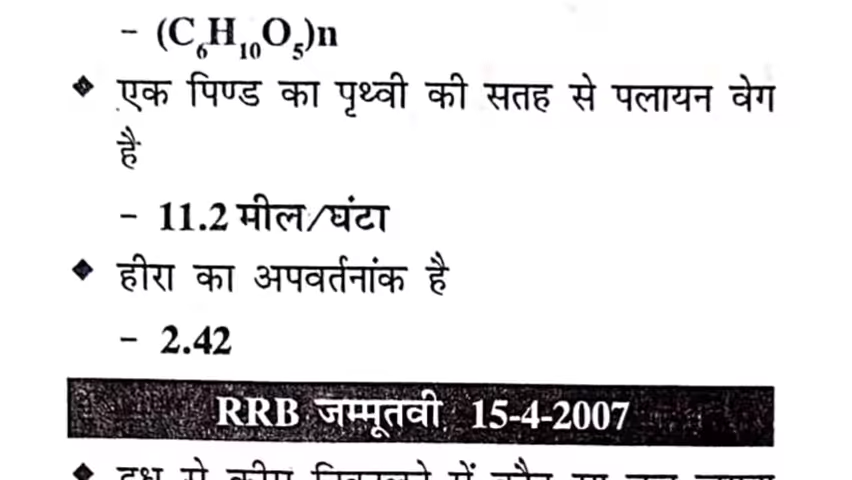 - (C₆H₁₀O₅)n
❖ एक पिण्ड का पृथ्वी की सतह से पलायन वेग
है
- 11.2 मील/घंटा
❖ हीरा का अपवर्तनांक है
- 2.42
RRB जम्मूतवी 15-4-2007